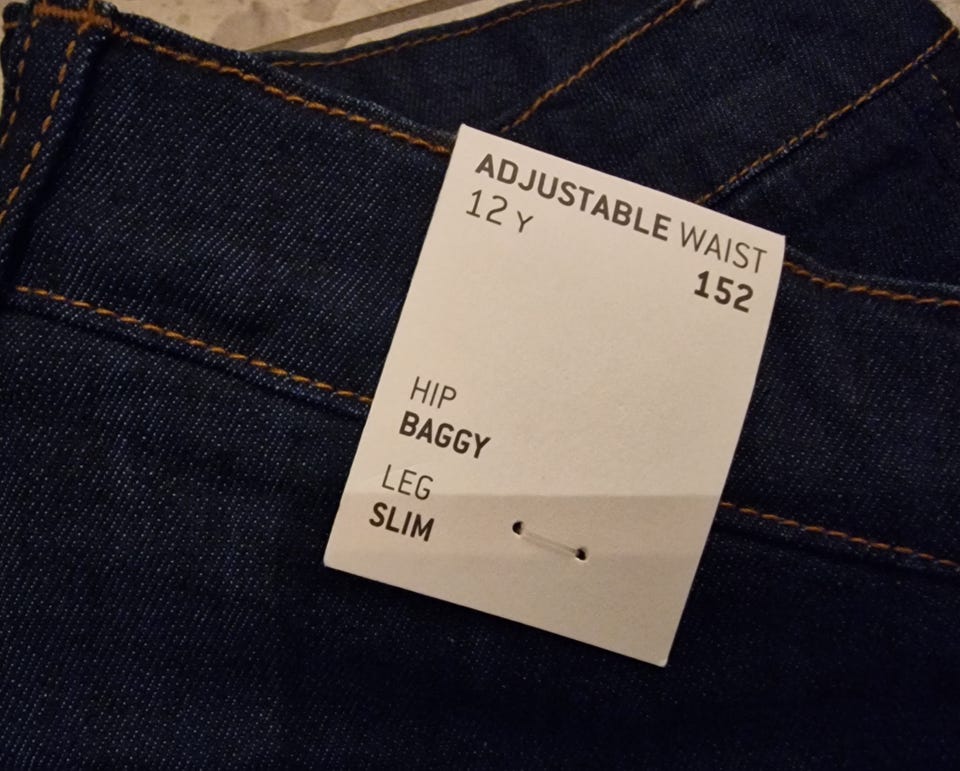 ADJUSTABLE WAIST
12 Y
152
HIP
BAGGY
LEG
SLIM